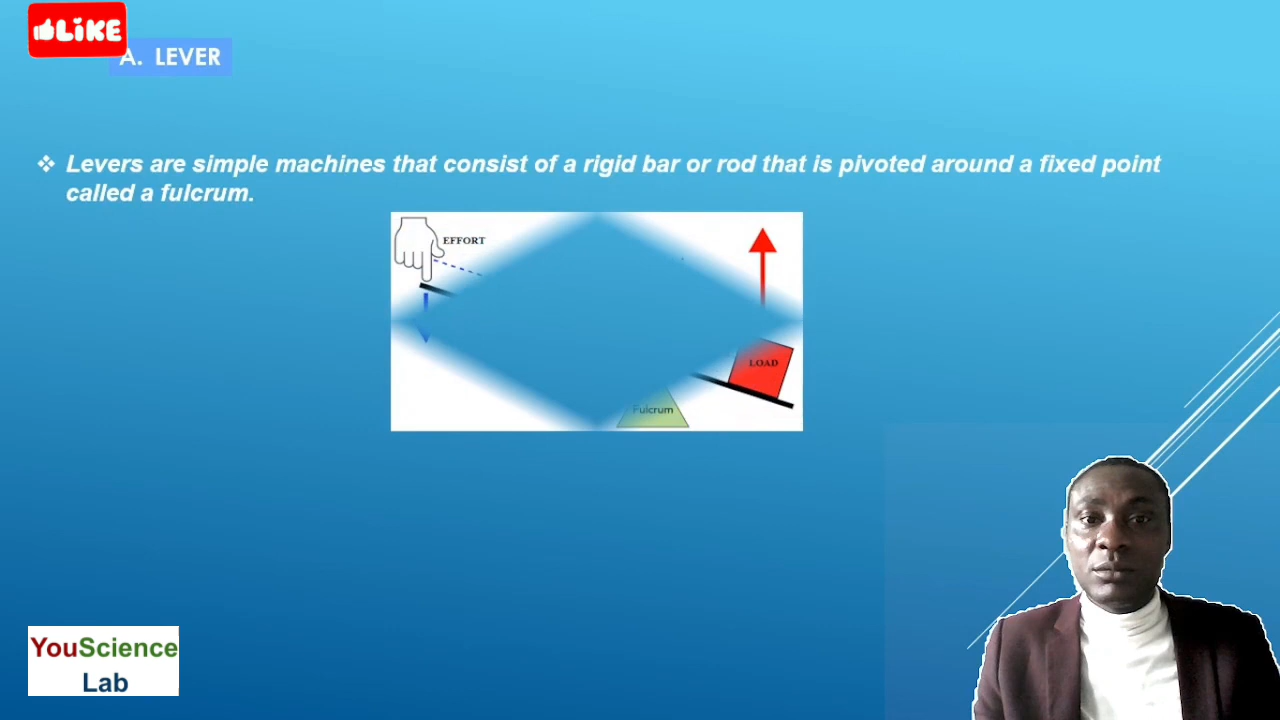 LIKE
A. LEVER
❖ Levers are simple machines that consist of a rigid bar or rod that is pivoted around a fixed point
called a fulcrum.
EFFORT
LOAD
Fulcrum
YouScience
Lab